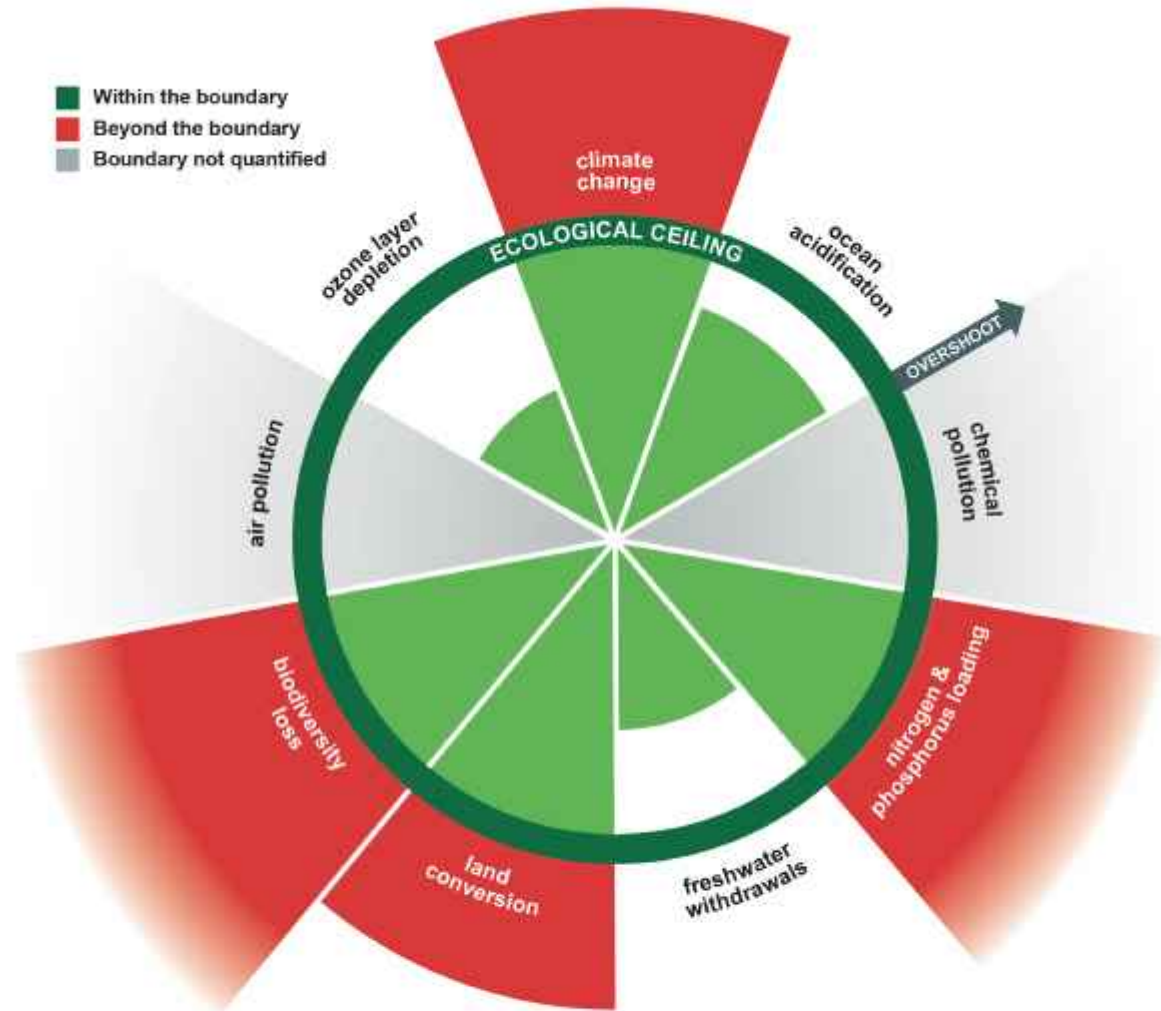 Within the boundary
Beyond the boundary
Boundary not quantified
climate
change
ECOLOGICAL CEILING
ozone layer
depletion
ocean
acidification
OVERSHOOT
air pollution
chemical
pollution
biodiversity
loss
nitrogen &
phosphorus loading
land
conversion
freshwater
withdrawals